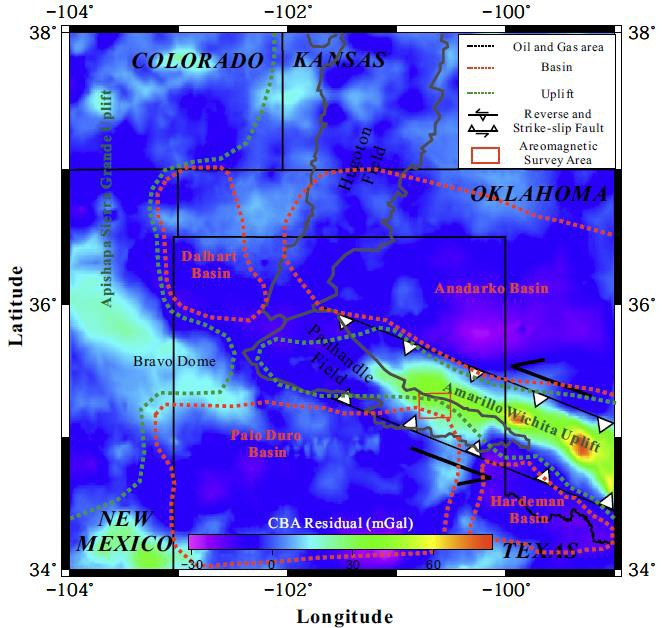 −104° −102° −100°
38° 38°
COLORADO KANSAS
Oil and Gas area
Basin
Uplift
Reverse and
Strike-slip Fault
Areomagnetic
Survey Area
Apishapa Sierra Grande Uplift
Hugoton
Field
OKLAHOMA
Dalhart
Basin
Anadarko Basin
36° 36°
Latitude
Bravo Dome
Panhandle
Field
Amarillo Wichita Uplift
Palo Duro
Basin
Hardeman
Basin
NEW
MEXICO
CBA Residual (mGal)
−30 0 30 60
TEXAS
34° 34°
−104° −102° −100°
Longitude